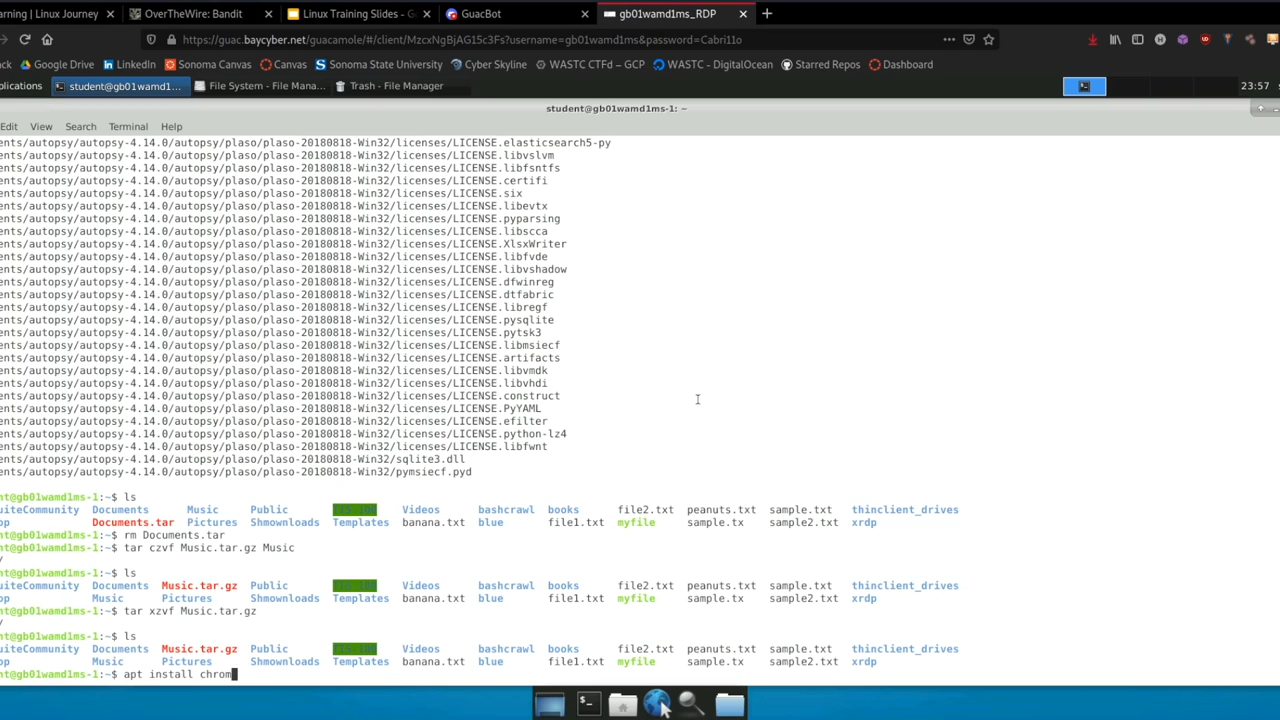 arning | Linux Journey
OverTheWire: Bandit
Linux Training Slides - Go
GuacBot
gb01wamd1ms_RDP
https://guac.baycyber.net/guacamole/#/client/MzcxNgBjAG15c3Fs?username=gb01wamd1ms&password=Cabri11o
ck Google Drive LinkedIn Sonoma Canvas Canvas Sonoma State University Cyber Skyline WASTC CTFd – GCP WASTC - DigitalOcean Starred Repos Dashboard
plications student@gb01wamd1... File System - File Mana... Trash - File Manager 23:57
student@gb01wamd1ms-1: ~
Edit View Search Terminal Help
ents/autopsy/autopsy-4.14.0/autopsy/plaso/plaso-20180818-Win32/licenses/LICENSE.elasticsearch5-py
ents/autopsy/autopsy-4.14.0/autopsy/plaso/plaso-20180818-Win32/licenses/LICENSE.libvslvm
ents/autopsy/autopsy-4.14.0/autopsy/plaso/plaso-20180818-Win32/licenses/LICENSE.libfsntfs
ents/autopsy/autopsy-4.14.0/autopsy/plaso/plaso-20180818-Win32/licenses/LICENSE.certifi
ents/autopsy/autopsy-4.14.0/autopsy/plaso/plaso-20180818-Win32/licenses/LICENSE.six
ents/autopsy/autopsy-4.14.0/autopsy/plaso/plaso-20180818-Win32/licenses/LICENSE.libevtx
ents/autopsy/autopsy-4.14.0/autopsy/plaso/plaso-20180818-Win32/licenses/LICENSE.pyparsing
ents/autopsy/autopsy-4.14.0/autopsy/plaso/plaso-20180818-Win32/licenses/LICENSE.libscca
ents/autopsy/autopsy-4.14.0/autopsy/plaso/plaso-20180818-Win32/licenses/LICENSE.XlsxWriter
ents/autopsy/autopsy-4.14.0/autopsy/plaso/plaso-20180818-Win32/licenses/LICENSE.libfvde
ents/autopsy/autopsy-4.14.0/autopsy/plaso/plaso-20180818-Win32/licenses/LICENSE.libvshadow
ents/autopsy/autopsy-4.14.0/autopsy/plaso/plaso-20180818-Win32/licenses/LICENSE.dfwinreg
ents/autopsy/autopsy-4.14.0/autopsy/plaso/plaso-20180818-Win32/licenses/LICENSE.dtfabric
ents/autopsy/autopsy-4.14.0/autopsy/plaso/plaso-20180818-Win32/licenses/LICENSE.libregf
ents/autopsy/autopsy-4.14.0/autopsy/plaso/plaso-20180818-Win32/licenses/LICENSE.pysqlite
ents/autopsy/autopsy-4.14.0/autopsy/plaso/plaso-20180818-Win32/licenses/LICENSE.pytsk3
ents/autopsy/autopsy-4.14.0/autopsy/plaso/plaso-20180818-Win32/licenses/LICENSE.libmsiecf
ents/autopsy/autopsy-4.14.0/autopsy/plaso/plaso-20180818-Win32/licenses/LICENSE.artifacts
ents/autopsy/autopsy-4.14.0/autopsy/plaso/plaso-20180818-Win32/licenses/LICENSE.libvmdk
ents/autopsy/autopsy-4.14.0/autopsy/plaso/plaso-20180818-Win32/licenses/LICENSE.libvhdi
ents/autopsy/autopsy-4.14.0/autopsy/plaso/plaso-20180818-Win32/licenses/LICENSE.construct
ents/autopsy/autopsy-4.14.0/autopsy/plaso/plaso-20180818-Win32/licenses/LICENSE.PyYAML
ents/autopsy/autopsy-4.14.0/autopsy/plaso/plaso-20180818-Win32/licenses/LICENSE.efilter
ents/autopsy/autopsy-4.14.0/autopsy/plaso/plaso-20180818-Win32/licenses/LICENSE.python-lz4
ents/autopsy/autopsy-4.14.0/autopsy/plaso/plaso-20180818-Win32/licenses/LICENSE.libfwnt
ents/autopsy/autopsy-4.14.0/autopsy/plaso/plaso-20180818-Win32/sqlite3.dll
ents/autopsy/autopsy-4.14.0/autopsy/plaso/plaso-20180818-Win32/pymsiecf.pyd
nt@gb01wamd1ms-1:~$ ls
uiteCommunity Documents Music Public Videos bashcrawl books file2.txt peanuts.txt sample.txt thinclient_drives
op Documents.tar Pictures Shmownloads Templates banana.txt blue file1.txt myfile sample.tx sample2.txt xrdp
nt@gb01wamd1ms-1:~$ rm Documents.tar
nt@gb01wamd1ms-1:~$ tar czvf Music.tar.gz Music
/
nt@gb01wamd1ms-1:~$ ls
uiteCommunity Documents Music.tar.gz Public Videos bashcrawl books file2.txt peanuts.txt sample.txt thinclient_drives
op Music Pictures Shmownloads Templates banana.txt blue file1.txt myfile sample.tx sample2.txt xrdp
nt@gb01wamd1ms-1:~$ tar xzvf Music.tar.gz
/
nt@gb01wamd1ms-1:~$ ls
uiteCommunity Documents Music.tar.gz Public Videos bashcrawl books file2.txt peanuts.txt sample.txt thinclient_drives
op Music Pictures Shmownloads Templates banana.txt blue file1.txt myfile sample.tx sample2.txt xrdp
nt@gb01wamd1ms-1:~$ apt install chrom